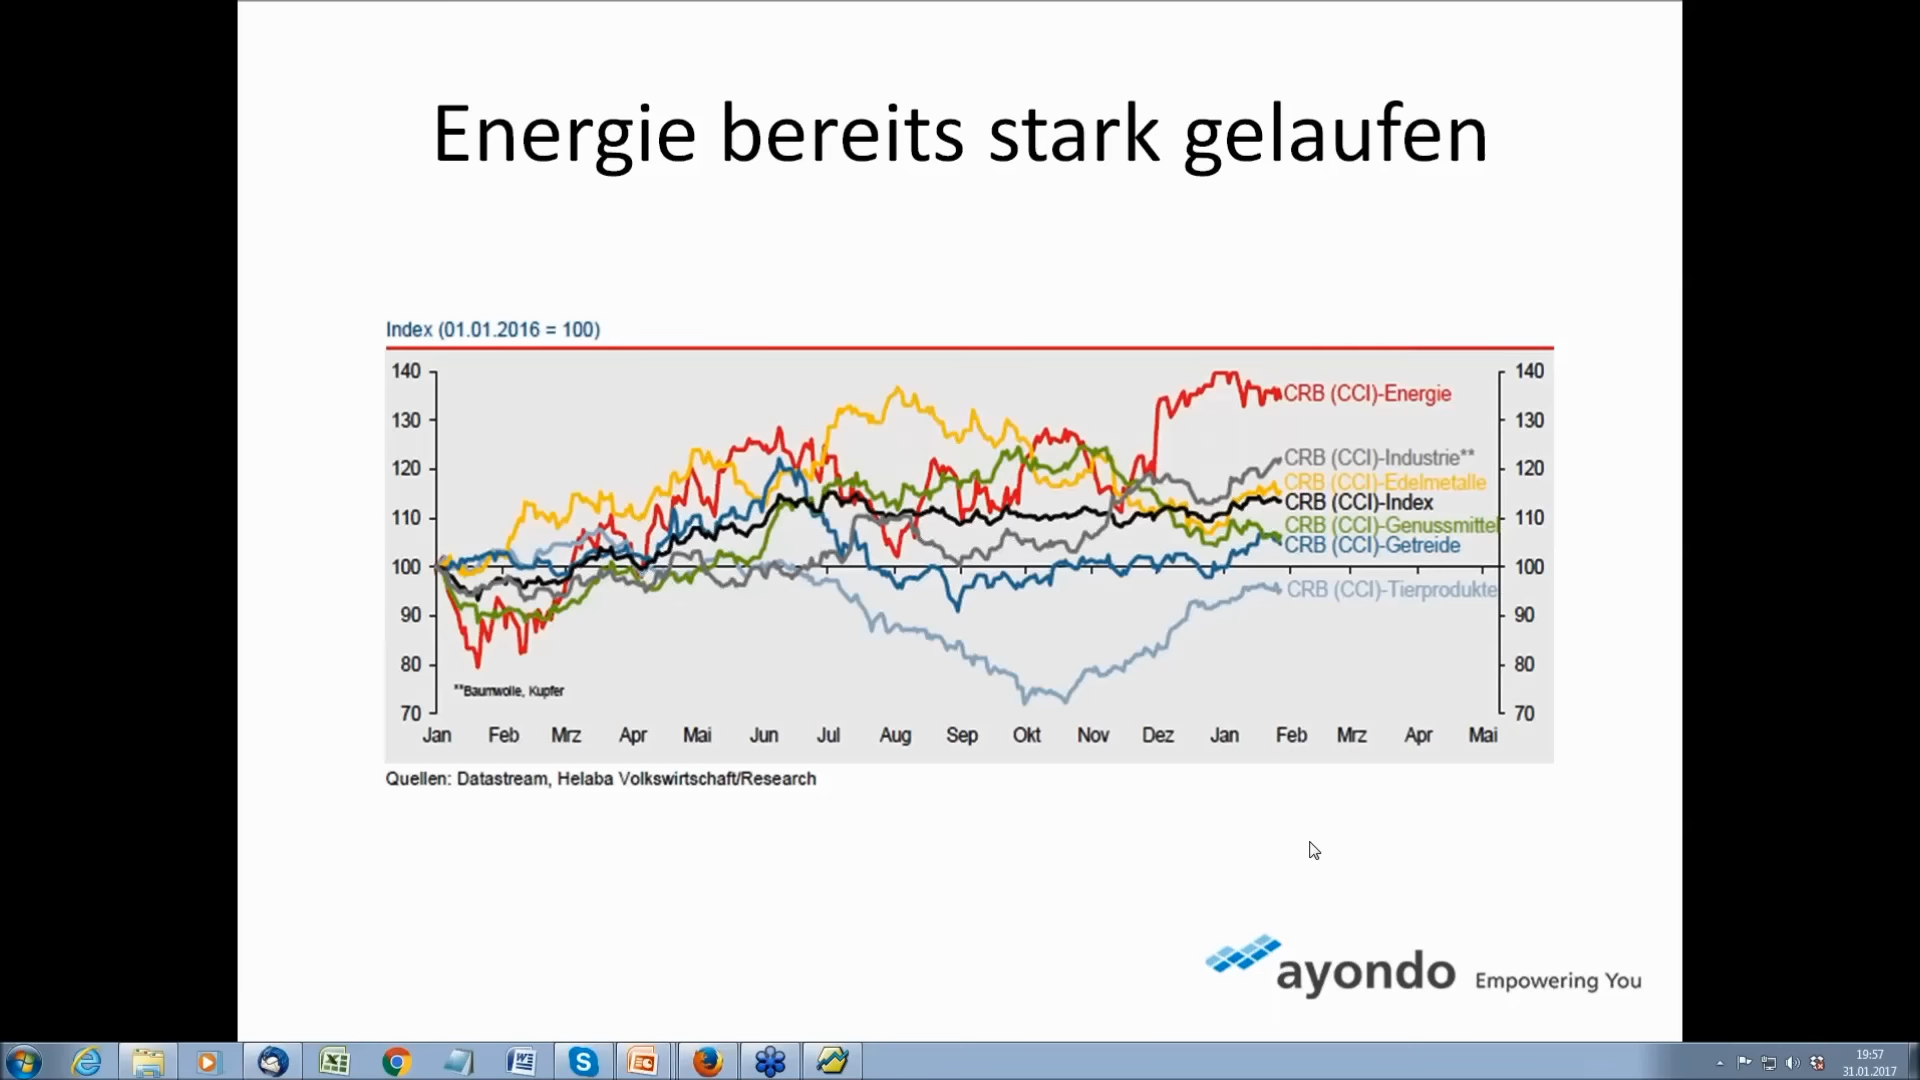 Energie bereits stark gelaufen
Index (01.01.2016 = 100)
140 140
130 130
120 120
110 110
100 100
90 90
80 80
70 70
CRB (CCI)-Energie
CRB (CCI)-Industrie**
CRB (CCI)-Edelmetalle
CRB (CCI)-Index
CRB (CCI)-Genussmittel
CRB (CCI)-Getreide
CRB (CCI)-Tierprodukte
**Baumwolle, Kupfer
Jan Feb Mrz Apr Mai Jun Jul Aug Sep Okt Nov Dez Jan Feb Mrz Apr Mai
Quellen: Datastream, Helaba Volkswirtschaft/Research
ayondo Empowering You
19:57
31.01.2017